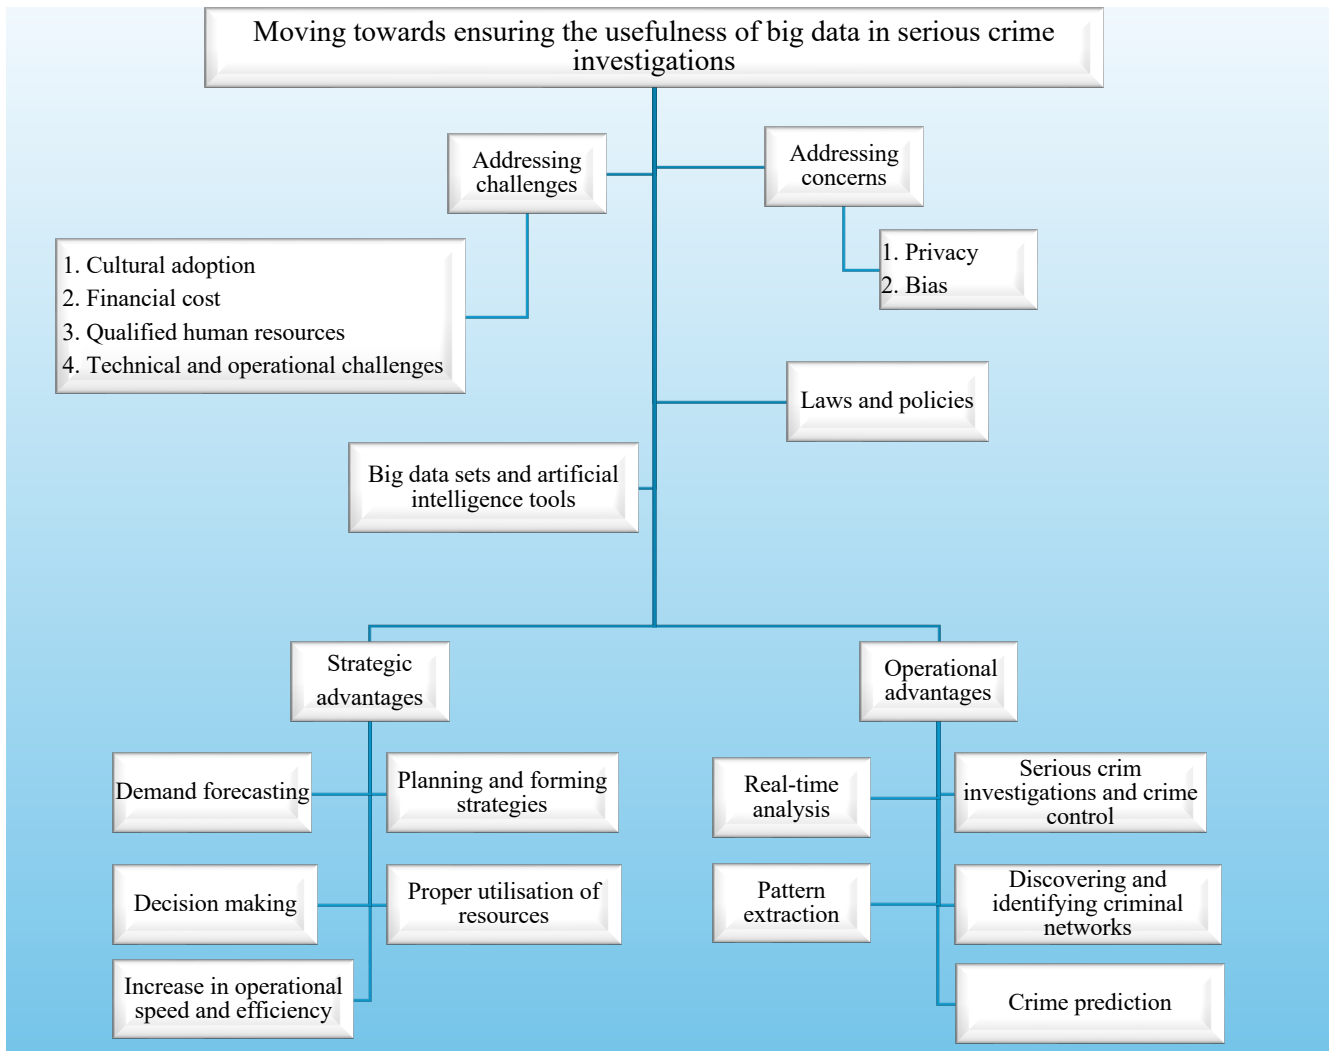 Moving towards ensuring the usefulness of big data in serious crime
investigations
Addressing
challenges
Addressing
concerns
1. Cultural adoption
2. Financial cost
3. Qualified human resources
4. Technical and operational challenges
1. Privacy
2. Bias
Laws and policies
Big data sets and artificial
intelligence tools
Strategic
advantages
Operational
advantages
Demand forecasting
Planning and forming
strategies
Decision making
Proper utilisation of
resources
Increase in operational
speed and efficiency
Real-time
analysis
Serious crim
investigations and crime
control
Pattern
extraction
Discovering and
identifying criminal
networks
Crime prediction